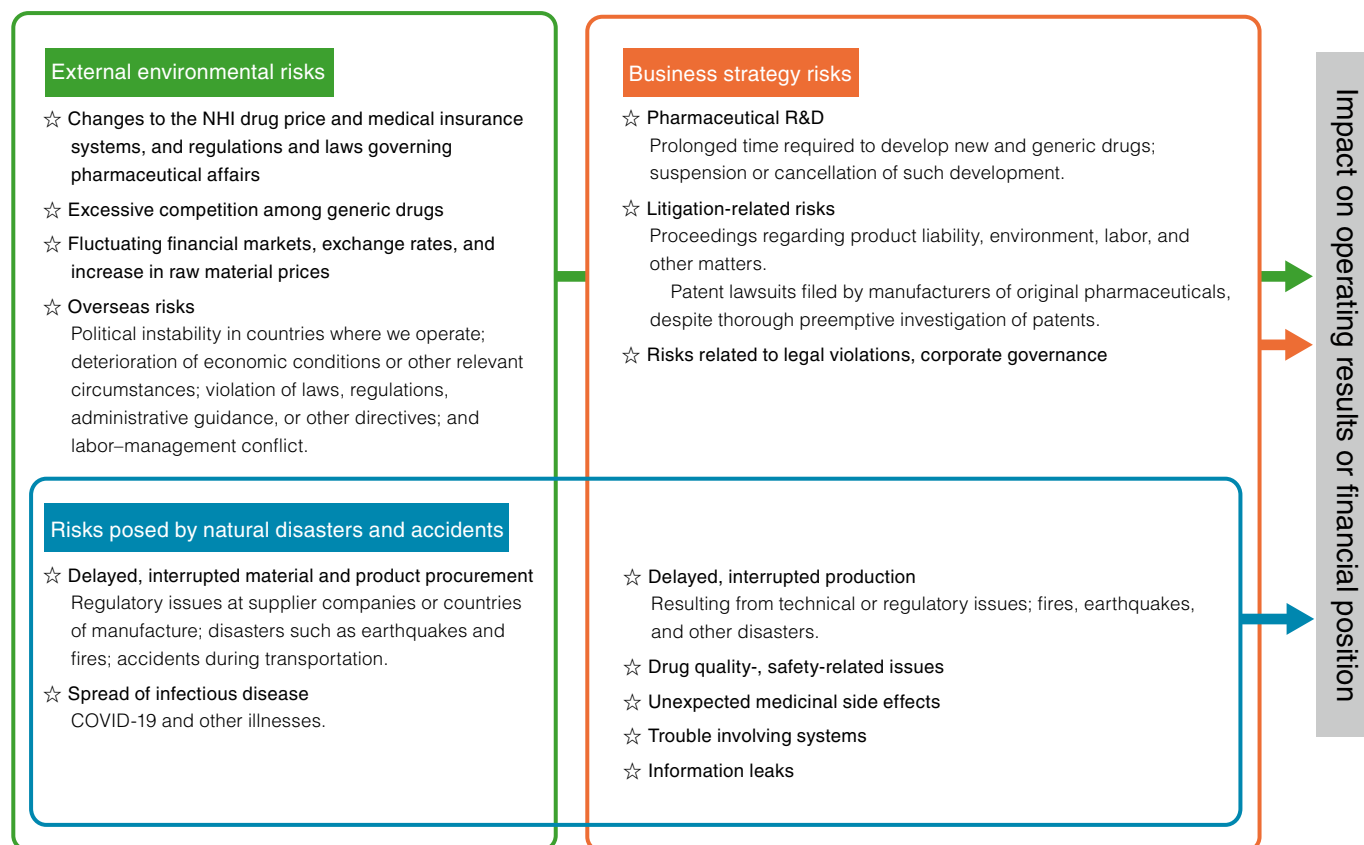 External environmental risks
☆ Changes to the NHI drug price and medical insurance
systems, and regulations and laws governing
pharmaceutical affairs
☆ Excessive competition among generic drugs
☆ Fluctuating financial markets, exchange rates, and
increase in raw material prices
☆ Overseas risks
Political instability in countries where we operate;
deterioration of economic conditions or other relevant
circumstances; violation of laws, regulations,
administrative guidance, or other directives; and
labor–management conflict.
Business strategy risks
☆ Pharmaceutical R&D
Prolonged time required to develop new and generic drugs;
suspension or cancellation of such development.
☆ Litigation-related risks
Proceedings regarding product liability, environment, labor, and
other matters.
Patent lawsuits filed by manufacturers of original pharmaceuticals,
despite thorough preemptive investigation of patents.
☆ Risks related to legal violations, corporate governance
Risks posed by natural disasters and accidents
☆ Delayed, interrupted material and product procurement
Regulatory issues at supplier companies or countries
of manufacture; disasters such as earthquakes and
fires; accidents during transportation.
☆ Spread of infectious disease
COVID-19 and other illnesses.
☆ Delayed, interrupted production
Resulting from technical or regulatory issues; fires, earthquakes,
and other disasters.
☆ Drug quality-, safety-related issues
☆ Unexpected medicinal side effects
☆ Trouble involving systems
☆ Information leaks
Impact on operating results or financial position